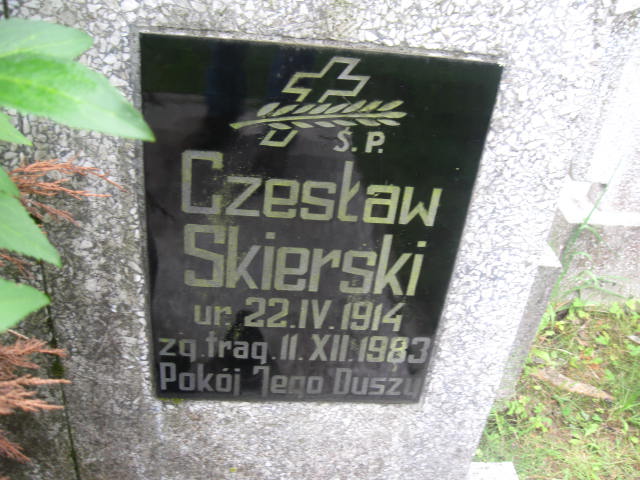 Ś.P.
Czesław
Skierski
ur. 22.IV.1914
zg.trag.11.XII.1983
Pokój Jego Duszy